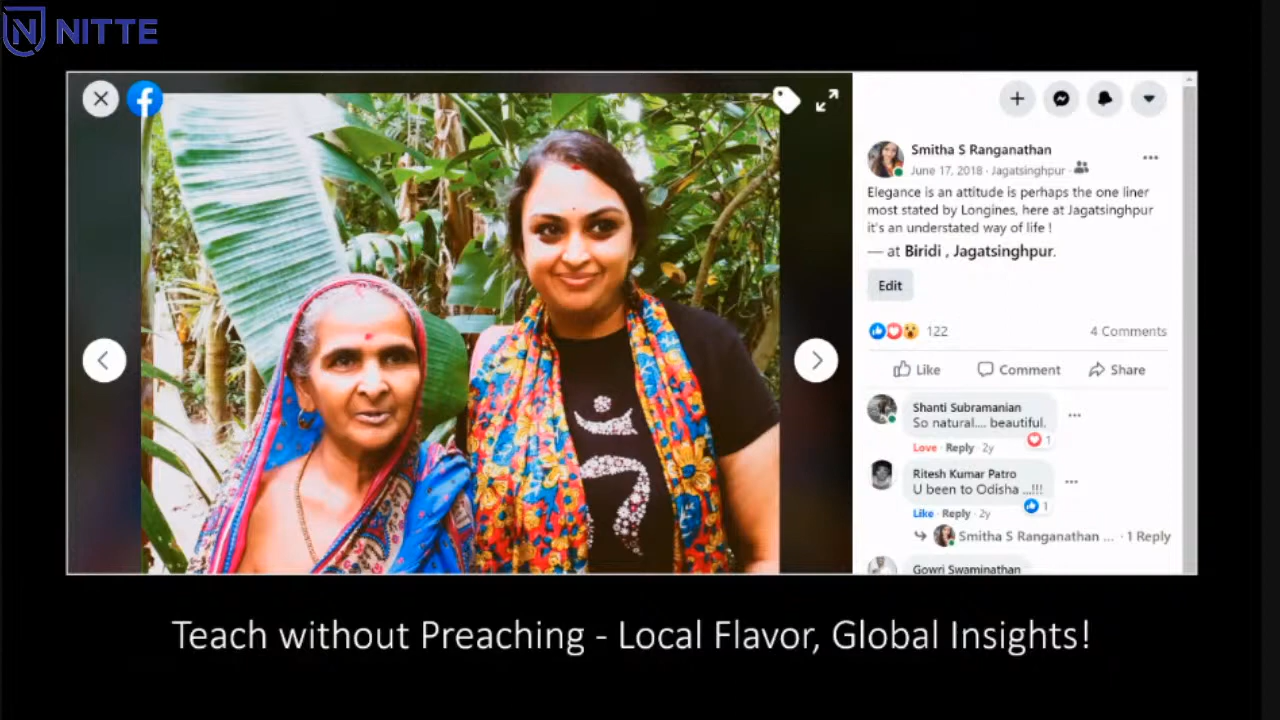 NITTE
Smitha S Ranganathan
June 17, 2018 · Jagatsinghpur ·
Elegance is an attitude is perhaps the one liner
most stated by Longines, here at Jagatsinghpur
it's an understated way of life !
— at Biridi , Jagatsinghpur.
Edit
122
4 Comments
Like
Comment
Share
Shanti Subramanian
So natural.... beautiful.
1
Love · Reply · 2y
Ritesh Kumar Patro
U been to Odisha ...!!!
1
Like · Reply · 2y
Smitha S Ranganathan ... · 1 Reply
Gowri Swaminathan
Teach without Preaching - Local Flavor, Global Insights!